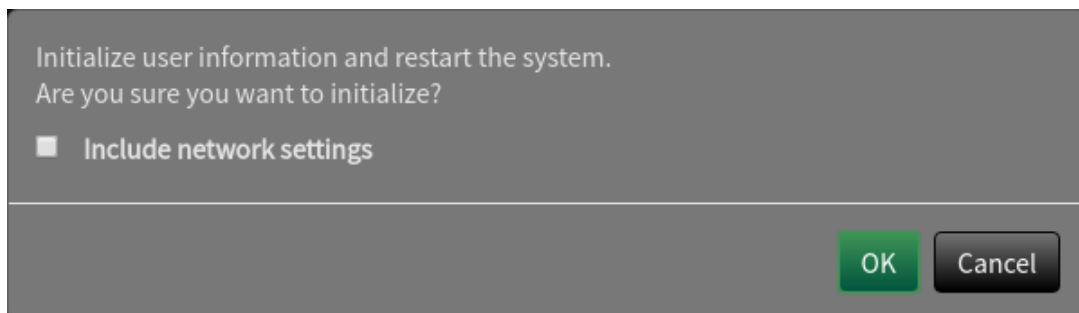 Initialize user information and restart the system.
Are you sure you want to initialize?
Include network settings
OK
Cancel